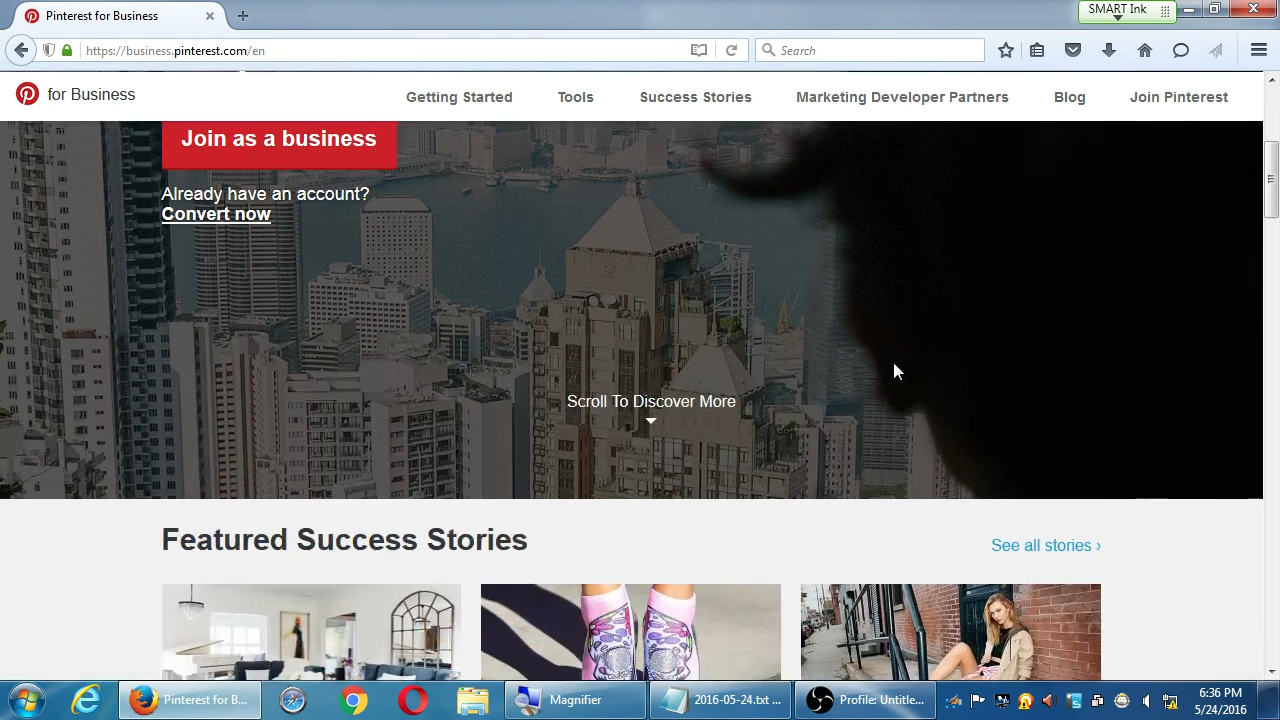 Pinterest for Business
SMART Ink
https://business.pinterest.com/en
Search
for Business
Getting Started
Tools
Success Stories
Marketing Developer Partners
Blog
Join Pinterest
Join as a business
Already have an account?
Convert now
Scroll To Discover More
Featured Success Stories
See all stories ›
Pinterest for B...
Magnifier
2016-05-24.txt ...
Profile: Untitle...
6:36 PM
5/24/2016